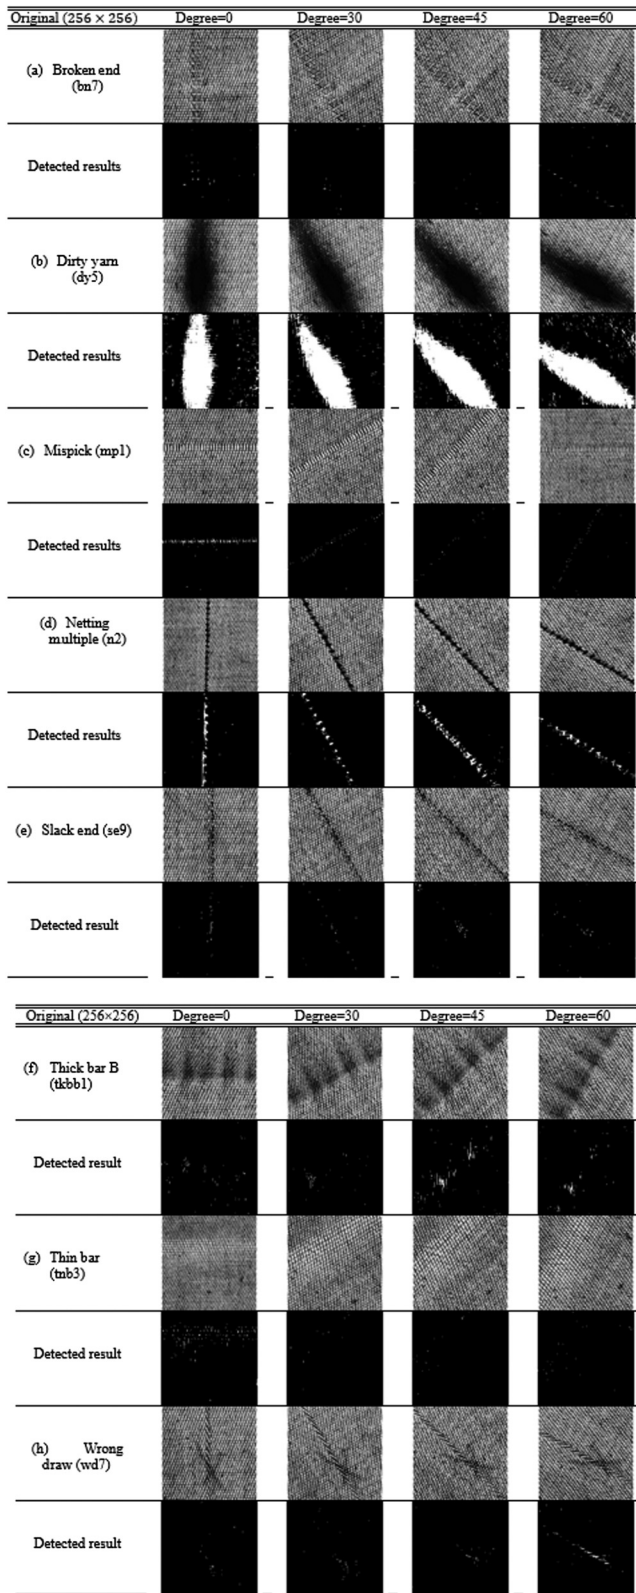 Original (256 × 256) Degree=0 Degree=30 Degree=45 Degree=60
(a) Broken end
(bn7)
Detected results
(b) Dirty yarn
(dy5)
Detected results
(c) Mispick (mp1)
Detected results
(d) Netting
multiple (n2)
Detected results
(e) Slack end (se9)
Detected result
Original (256×256) Degree=0 Degree=30 Degree=45 Degree=60
(f) Thick bar B
(tkbb1)
Detected result
(g) Thin bar
(tnb3)
Detected result
(h) Wrong
draw (wd7)
Detected result